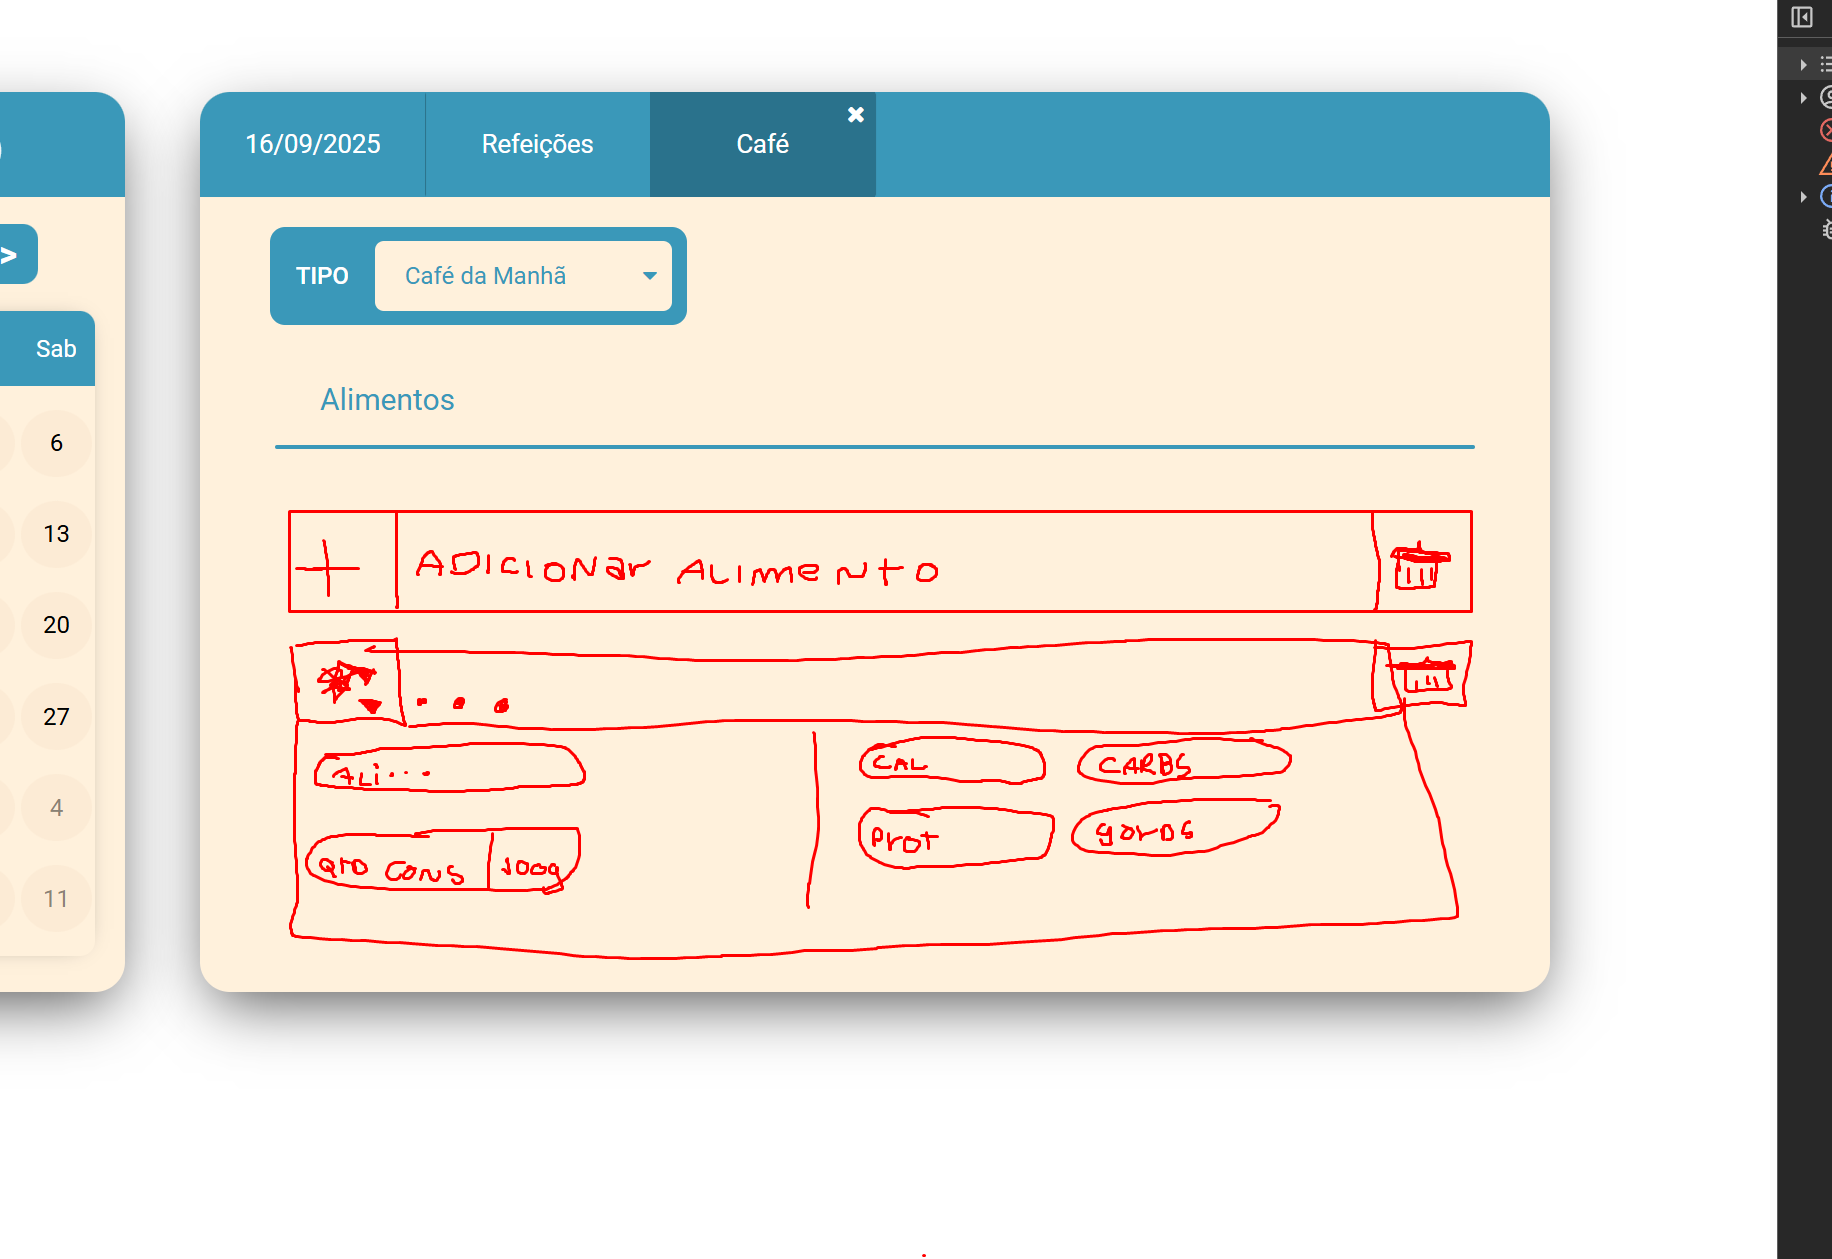 16/09/2025 Refeições Café
>
TIPO Café da Manhã
Sab
Alimentos
6
13
ADICIONAr ALImeNtO
20
...
27
ALi... CAL CARBS
4
Prot gords
QTD CONS 100g
11